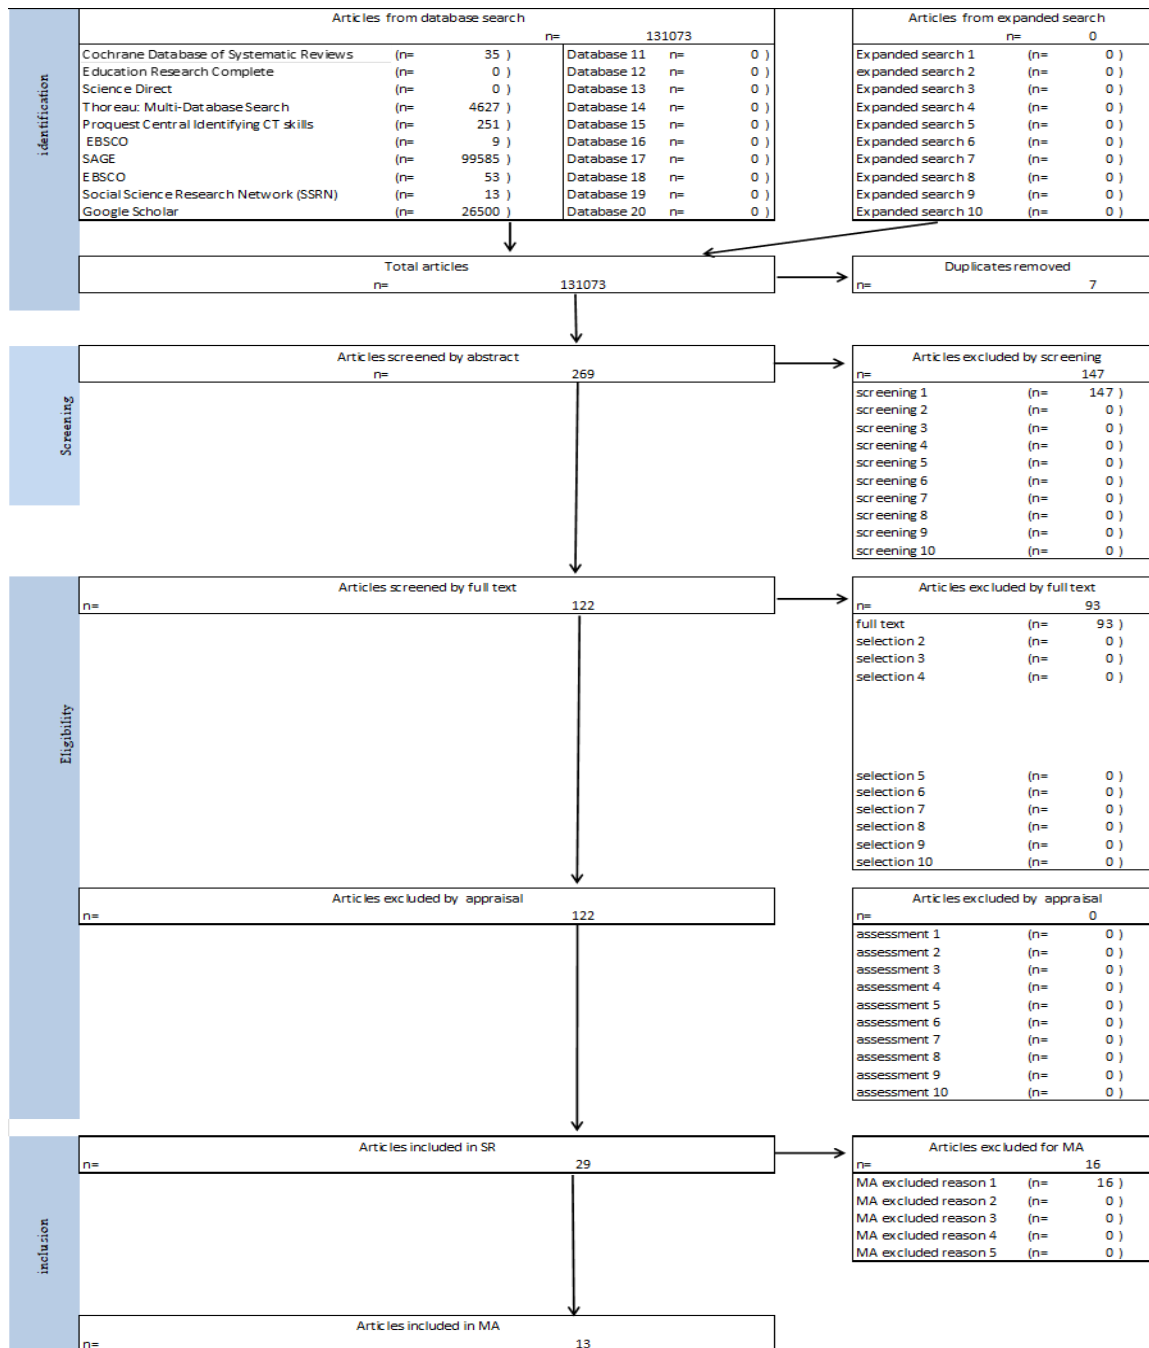 identification
Articles from database search
n= 131073
Cochrane Database of Systematic Reviews (n= 35 ) Database 11 n= 0 )
Education Research Complete (n= 0 ) Database 12 n= 0 )
Science Direct (n= 0 ) Database 13 n= 0 )
Thoreau: Multi-Database Search (n= 4627 ) Database 14 n= 0 )
Proquest Central Identifying CT skills (n= 251 ) Database 15 n= 0 )
EBSCO (n= 9 ) Database 16 n= 0 )
SAGE (n= 99585 ) Database 17 n= 0 )
EBSCO (n= 53 ) Database 18 n= 0 )
Social Science Research Network (SSRN) (n= 13 ) Database 19 n= 0 )
Google Scholar (n= 26500 ) Database 20 n= 0 )
Articles from expanded search
n= 0
Expanded search 1 (n= 0 )
expanded search 2 (n= 0 )
Expanded search 3 (n= 0 )
Expanded search 4 (n= 0 )
Expanded search 5 (n= 0 )
Expanded search 6 (n= 0 )
Expanded search 7 (n= 0 )
Expanded search 8 (n= 0 )
Expanded search 9 (n= 0 )
Expanded search 10 (n= 0 )
Total articles
n= 131073
Duplicates removed
n= 7
Screening
Articles screened by abstract
n= 269
Articles excluded by screening
n= 147
screening 1 (n= 147 )
screening 2 (n= 0 )
screening 3 (n= 0 )
screening 4 (n= 0 )
screening 5 (n= 0 )
screening 6 (n= 0 )
screening 7 (n= 0 )
screening 8 (n= 0 )
screening 9 (n= 0 )
screening 10 (n= 0 )
Eligibility
Articles screened by full text
n= 122
Articles excluded by full text
n= 93
full text (n= 93 )
selection 2 (n= 0 )
selection 3 (n= 0 )
selection 4 (n= 0 )
selection 5 (n= 0 )
selection 6 (n= 0 )
selection 7 (n= 0 )
selection 8 (n= 0 )
selection 9 (n= 0 )
selection 10 (n= 0 )
Articles excluded by appraisal
n= 122
Articles excluded by appraisal
n= 0
assessment 1 (n= 0 )
assessment 2 (n= 0 )
assessment 3 (n= 0 )
assessment 4 (n= 0 )
assessment 5 (n= 0 )
assessment 6 (n= 0 )
assessment 7 (n= 0 )
assessment 8 (n= 0 )
assessment 9 (n= 0 )
assessment 10 (n= 0 )
inclusion
Articles included in SR
n= 29
Articles excluded for MA
n= 16
MA excluded reason 1 (n= 16 )
MA excluded reason 2 (n= 0 )
MA excluded reason 3 (n= 0 )
MA excluded reason 4 (n= 0 )
MA excluded reason 5 (n= 0 )
Articles included in MA
n= 13